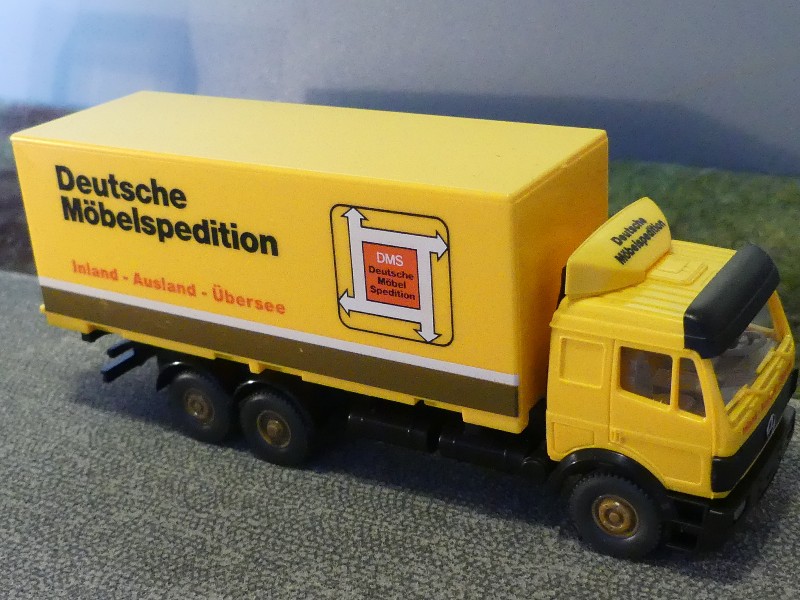 Deutsche
Möbelspedition
Inland - Ausland - Übersee
DMS
Deutsche
Möbel
Spedition
Deutsche
Möbelspedition